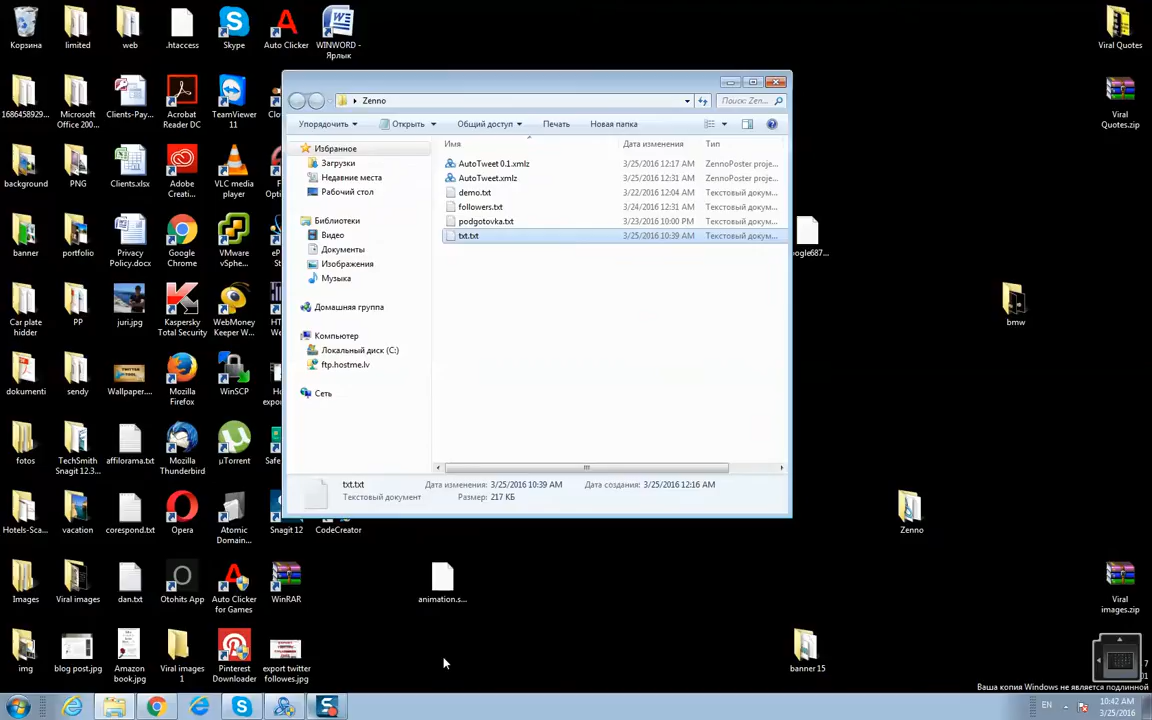 Корзина
limited
web
.htaccess
Skype
Auto Clicker
WINWORD - Ярлык
Viral Quotes
1686458929...
Microsoft Office 200...
Clients-Pay...
Acrobat Reader DC
TeamViewer 11
Viral Quotes.zip
background
PNG
Clients.xlsx
Adobe Creati...
VLC media player
banner
portfolio
Privacy Policy.docx
Google Chrome
VMware vSphe...
Car plate hidder
PP
juri.jpg
Kaspersky Total Security
WebMoney Keeper W...
bmw
dokumenti
sendy
Wallpaper....
Mozilla Firefox
WinSCP
fotos
TechSmith Snagit 12.3...
affilorama.txt
Mozilla Thunderbird
µTorrent
Hotels-Sca...
vacation
corespond.txt
Opera
Atomic Domain...
Snagit 12
CodeCreator
Zenno
Images
Viral images
dan.txt
Otohits App
Auto Clicker for Games
WinRAR
animation.s...
Viral images.zip
img
blog post.jpg
Amazon book.jpg
Viral images 1
Pinterest Downloader
export twitter followes.jpg
banner 15
Zenno
Поиск: Zen...
Упорядочить
Открыть
Общий доступ
Печать
Новая папка
Избранное
Загрузки
Недавние места
Рабочий стол
Библиотеки
Видео
Документы
Изображения
Музыка
Домашняя группа
Компьютер
Локальный диск (C:)
ftp.hostme.lv
Сеть
Имя Дата изменения Тип
AutoTweet 0.1.xmlz 3/25/2016 12:17 AM ZennoPoster proje...
AutoTweet.xmlz 3/25/2016 12:31 AM ZennoPoster proje...
demo.txt 3/22/2016 12:04 AM Текстовый докум...
followers.txt 3/24/2016 12:31 AM Текстовый докум...
podgotovka.txt 3/23/2016 10:00 PM Текстовый докум...
txt.txt 3/25/2016 10:39 AM Текстовый докум...
txt.txt Дата изменения: 3/25/2016 10:39 AM Дата создания: 3/25/2016 12:16 AM
Текстовый документ Размер: 217 КБ
Ваша копия Windows не является подлинной
EN
10:42 AM
3/25/2016